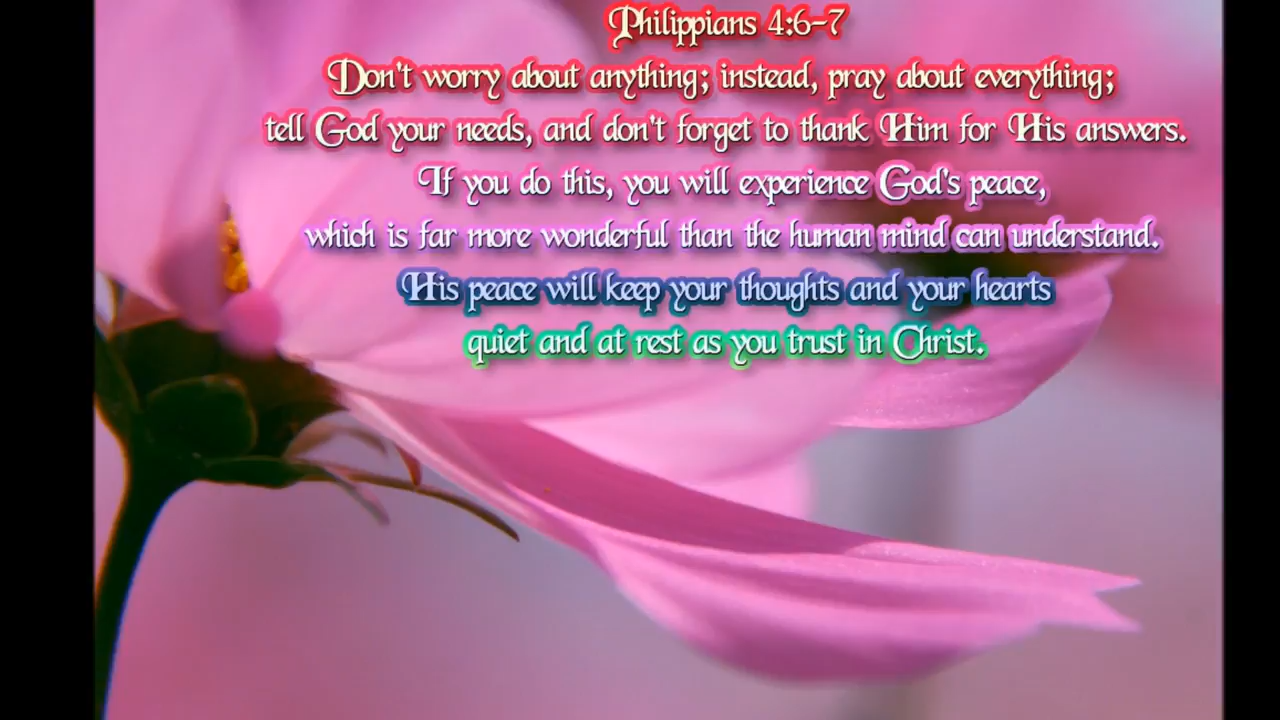 Philippians 4:6-7
Don't worry about anything; instead, pray about everything;
tell God your needs, and don't forget to thank Him for His answers.
If you do this, you will experience God's peace,
which is far more wonderful than the human mind can understand.
His peace will keep your thoughts and your hearts
quiet and at rest as you trust in Christ.